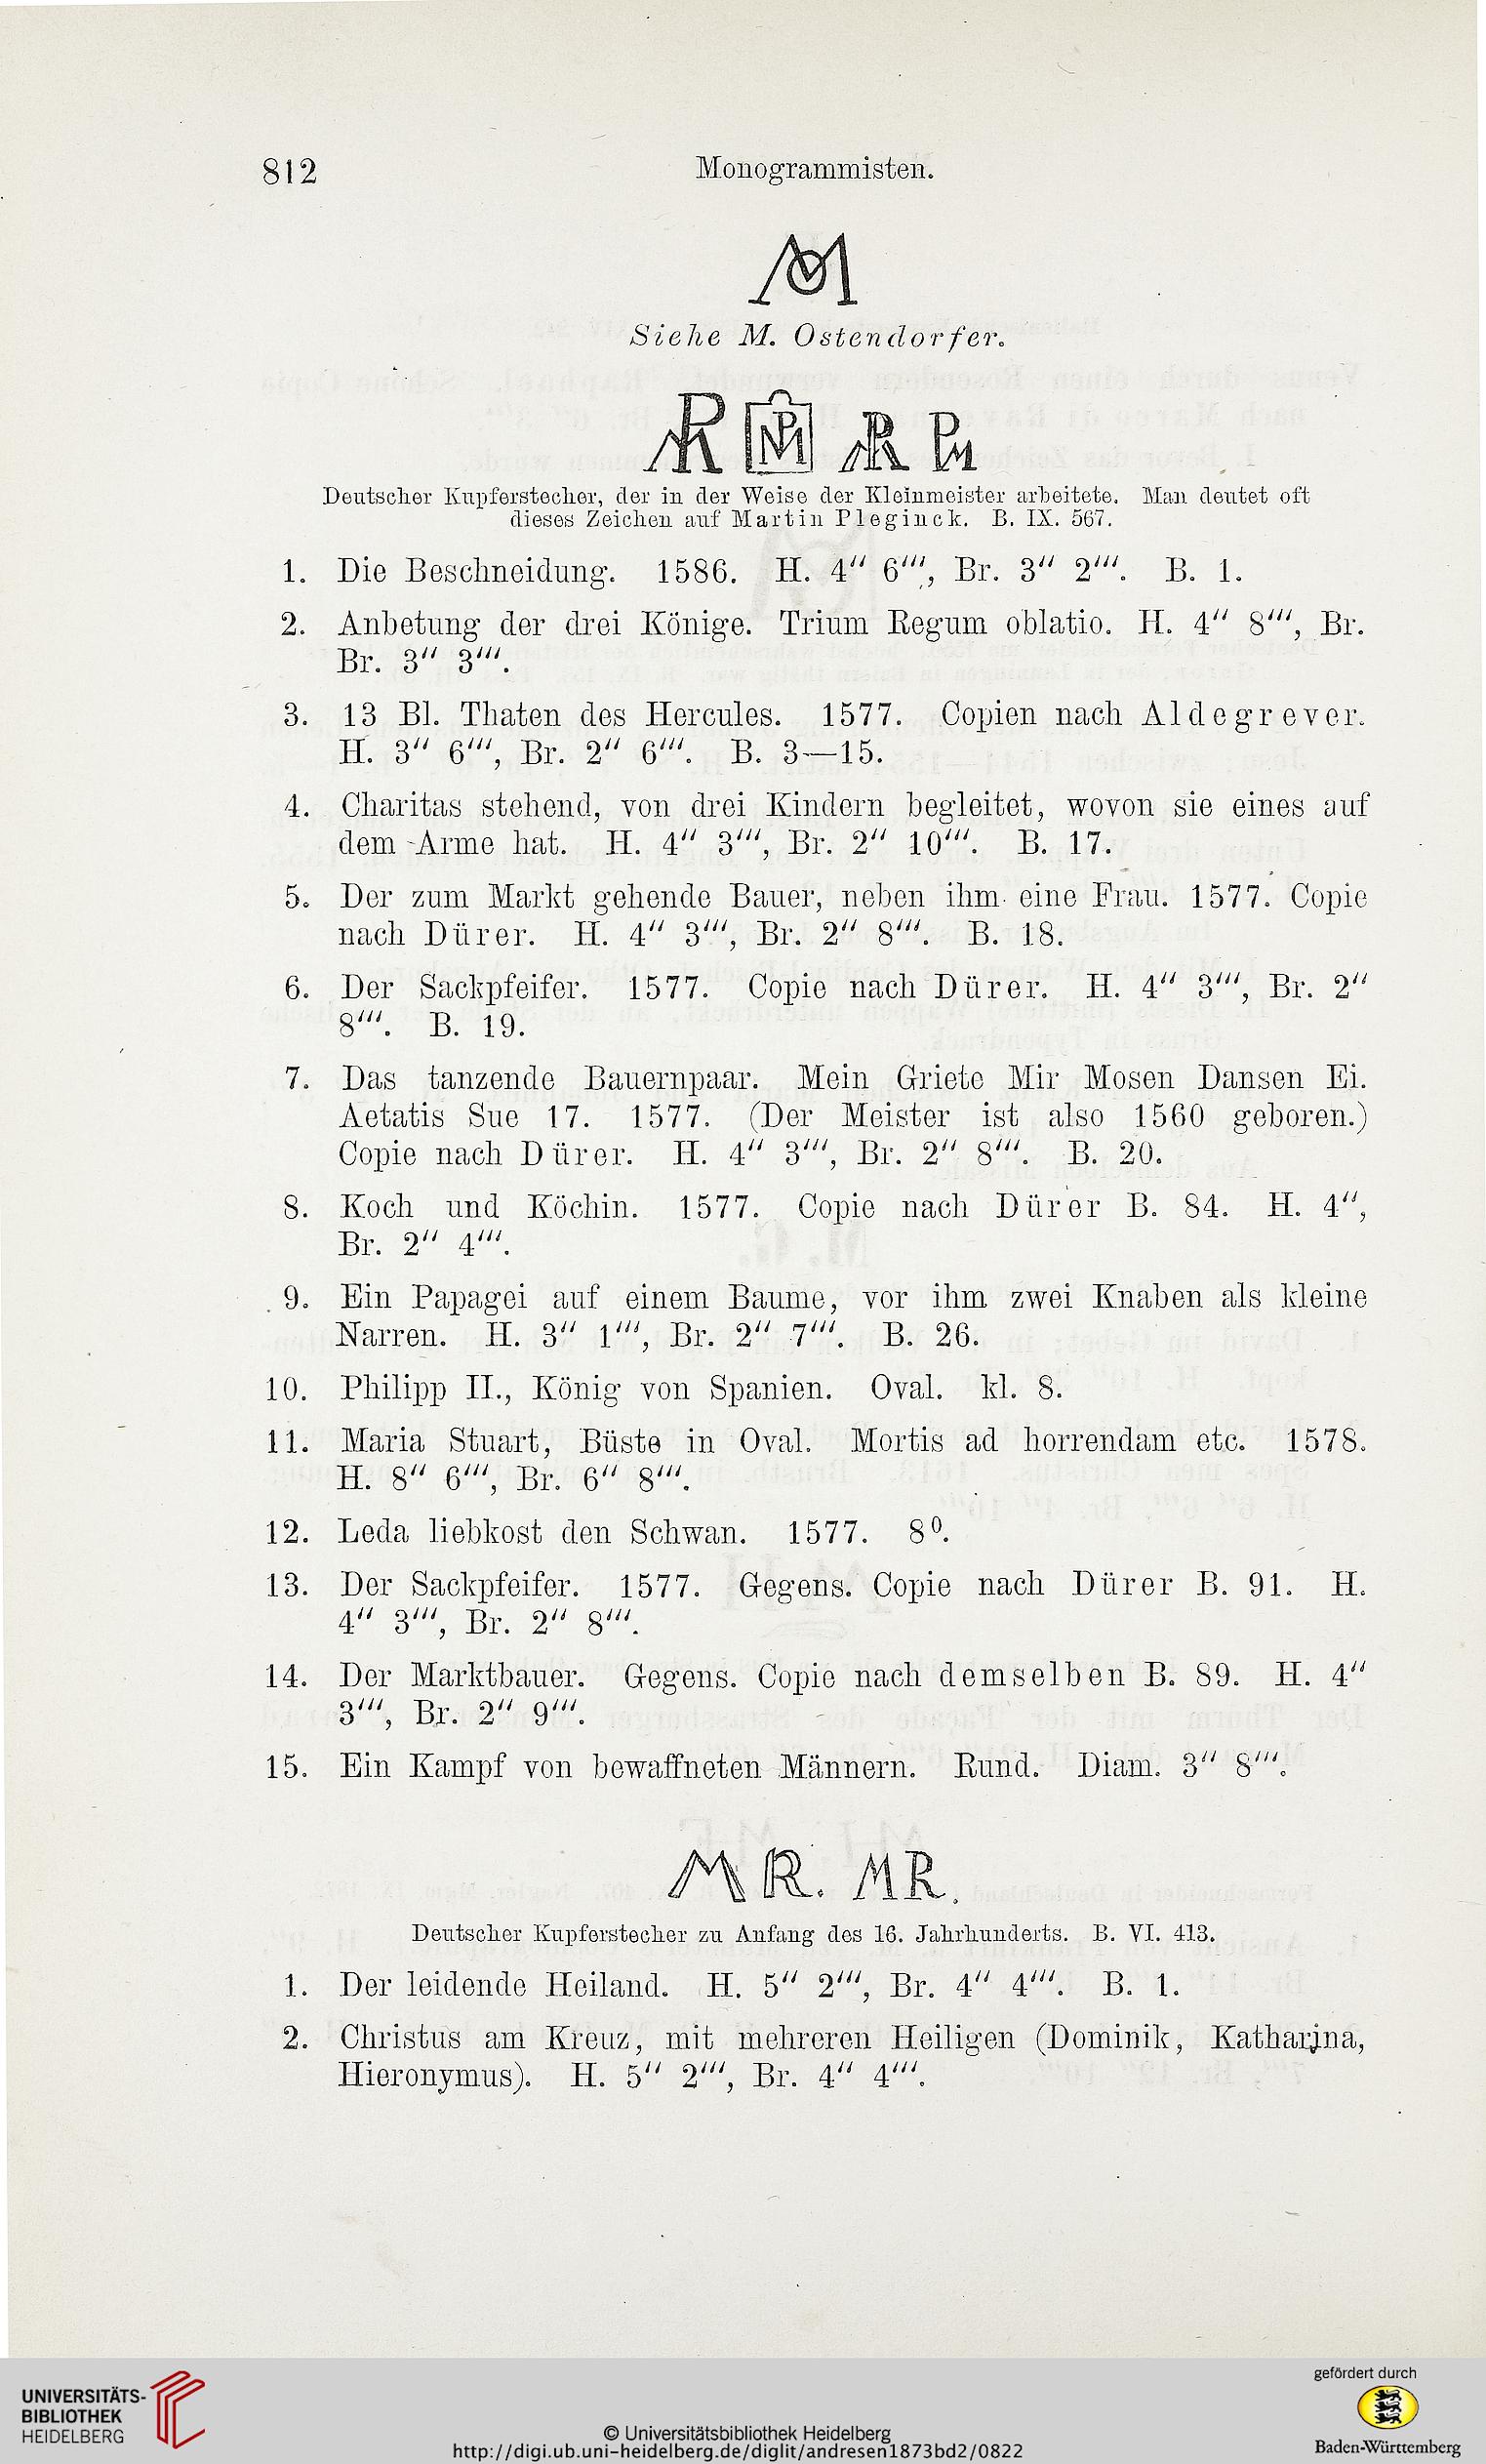 812
Monogrammisten.
Siehe M. Ostendorfer.
Deutscher Kupferstecher, der in der Weise der Kleinmeister arbeitete. Man deutet oft
dieses Zeichen auf Martin Pleginck. B. IX. 567.
1. Die Beschneidung. 1586. H. 4" 6"', Br. 3" 2"'. B. 1.
2. Anbetung der drei Könige. Trium Regum oblatio. H. 4" 8"', Br.
Br. 3" 3"'.
3. 13 Bl. Thaten des Hercules. 1577. Copien nach Aldegrever.
H. 3" 6"', Br. 2" 6"'. B. 3—15.
4. Charitas stehend, von drei Kindern begleitet, wovon sie eines auf
dem Arme hat. H. 4" 3"', Br. 2" 10"'. B. 17.
5. Der zum Markt gehende Bauer, neben ihm eine Frau. 1577. Copie
nach Dürer. H. 4" 3"', Br. 2" 8"'. B. 18.
6. Der Sackpfeifer. 1577. Copie nach Dürer. H. 4" 3"', Br. 2"
8"'. B. 19.
7. Das tanzende Bauernpaar. Mein Griete Mir Mosen Dansen Ei.
Aetatis Sue 17. 1577. (Der Meister ist also 1560 geboren.)
Copie nach Dürer. H. 4" 3"', Br. 2" 8"'. B. 20.
8. Koch und Köchin. 1577. Copie nach Dürer B. 84. H. 4",
Br. 2" 4"'.
9. Ein Papagei auf einem Baume, vor ihm zwei Knaben als kleine
Narren. H. 3" 1"', Br. 2" 7"'. B. 26.
10. Philipp II., König von Spanien. Oval. kl. 8.
11. Maria Stuart, Büste in Oval. Mortis ad horrendam etc. 1578.
H. 8" 6"', Br. 6" 8"'.
12. Leda liebkost den Schwan. 1577. 8⁰.
13. Der Sackpfeifer. 1577. Gegens. Copie nach Dürer B. 91. H.
4" 3"', Br. 2" 8"'.
14. Der Marktbauer. Gegens. Copie nach demselben B. 89. H. 4"
3"', Br. 2" 9"'.
15. Ein Kampf von bewaffneten Männern. Rund. Diam. 3" 8"'.
MR. MR.
Deutscher Kupferstecher zu Anfang des 16. Jahrhunderts. B. VI. 413.
1. Der leidende Heiland. H. 5" 2"', Br. 4" 4"'. B. 1.
2. Christus am Kreuz, mit mehreren Heiligen (Dominik, Katharina,
Hieronymus). H. 5" 2"', Br. 4" 4"'.
UNIVERSITÄTS-
BIBLIOTHEK
HEIDELBERG
© Universitätsbibliothek Heidelberg
http://digi.ub.uni-heidelberg.de/diglit/andresen1873bd2/0822
gefördert durch
Baden-Württemberg